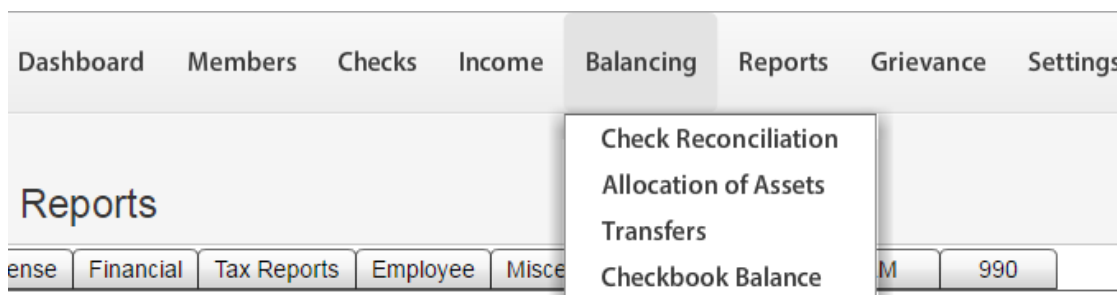 Dashboard Members Checks Income Balancing Reports Grievance Settings
Check Reconciliation
Allocation of Assets
Reports
Transfers
ense Financial Tax Reports Employee Misce M 990
Checkbook Balance